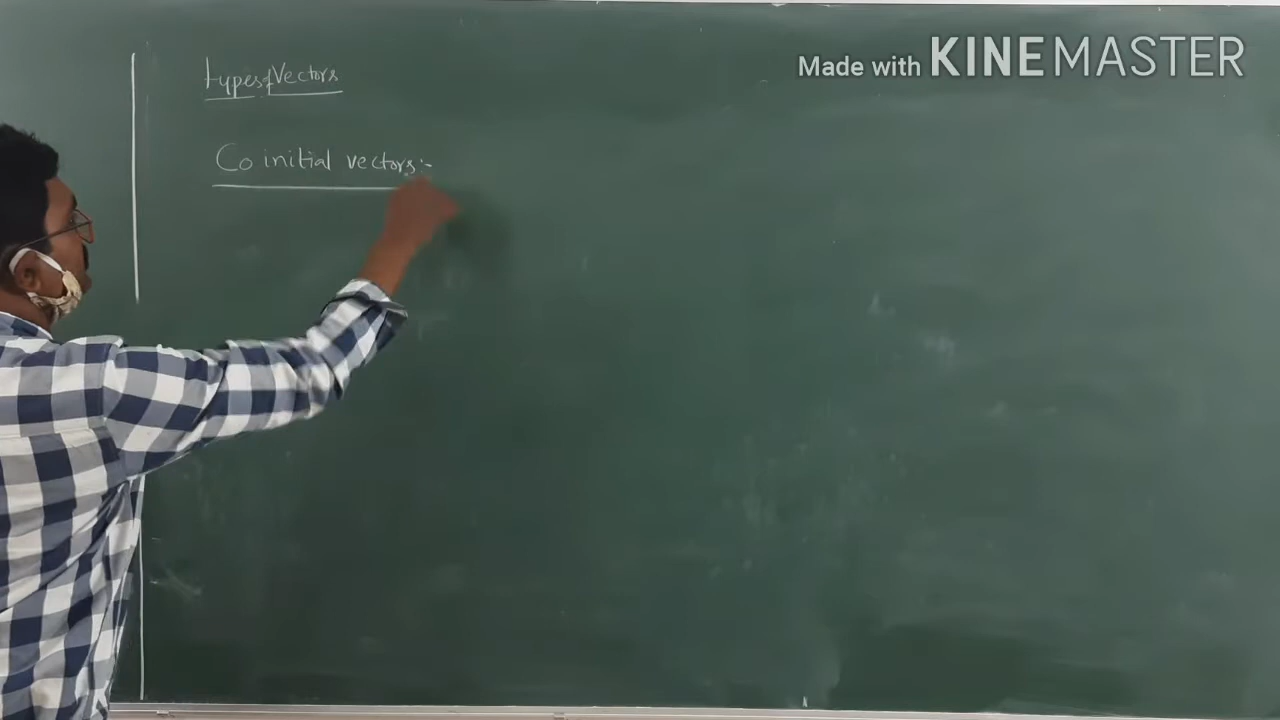 types of Vectors
Made with KINEMASTER
Co initial vectors:-